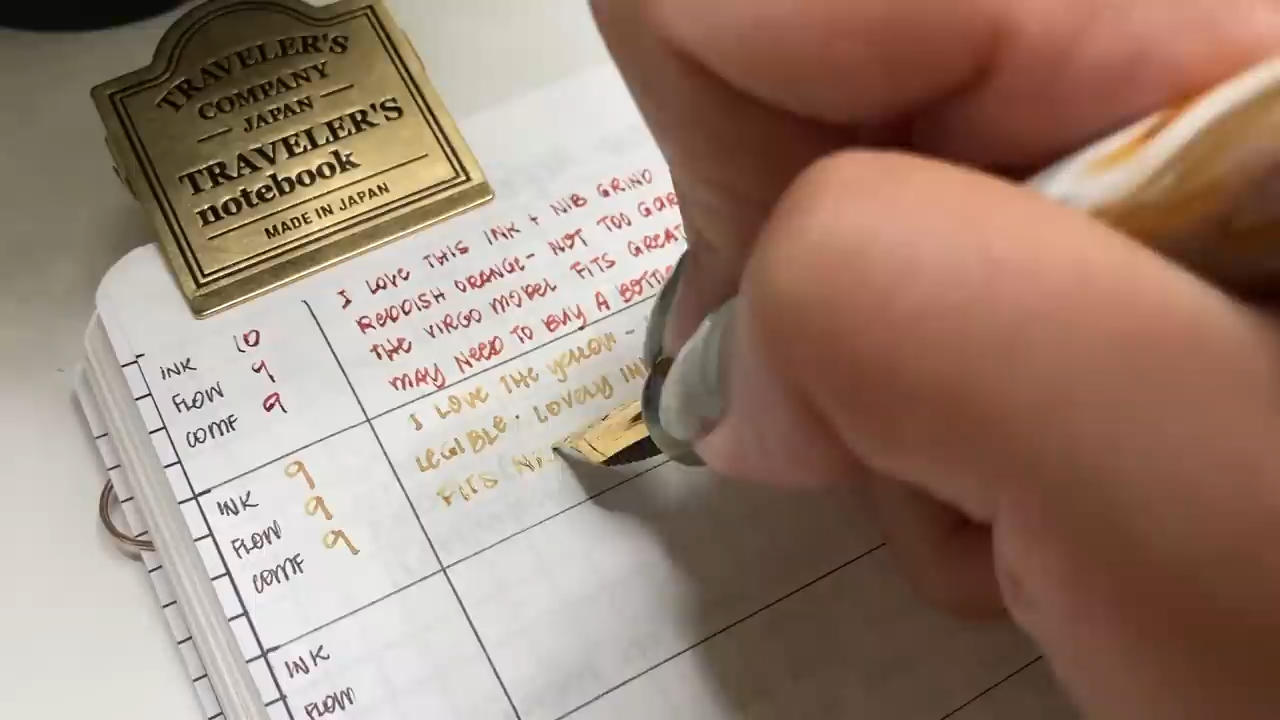 TRAVELER'S
COMPANY
JAPAN
TRAVELER'S
notebook
MADE IN JAPAN
INK 10
FLOW 9
COMF 9
I LOVE THIS INK + NIB GRIND
REDDISH ORANGE - NOT TOO
THE VIRGO MODEL FITS GREAT
MAY NEED TO BUY A
INK 9
FLOW 9
COMF 9
I LOVE THE YELLOW -
LEGIBLE. LOVELY
FITS
INK
FLOW